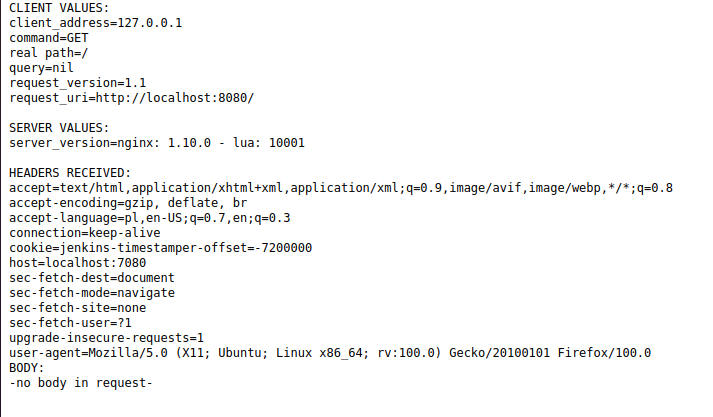 CLIENT VALUES:
client_address=127.0.0.1
command=GET
real path=/
query=nil
request_version=1.1
request_uri=http://localhost:8080/
SERVER VALUES:
server_version=nginx: 1.10.0 - lua: 10001
HEADERS RECEIVED:
accept=text/html,application/xhtml+xml,application/xml;q=0.9,image/avif,image/webp,*/*;q=0.8
accept-encoding=gzip, deflate, br
accept-language=pl,en-US;q=0.7,en;q=0.3
connection=keep-alive
cookie=jenkins-timestamper-offset=-7200000
host=localhost:7080
sec-fetch-dest=document
sec-fetch-mode=navigate
sec-fetch-site=none
sec-fetch-user=?1
upgrade-insecure-requests=1
user-agent=Mozilla/5.0 (X11; Ubuntu; Linux x86_64; rv:100.0) Gecko/20100101 Firefox/100.0
BODY:
-no body in request-